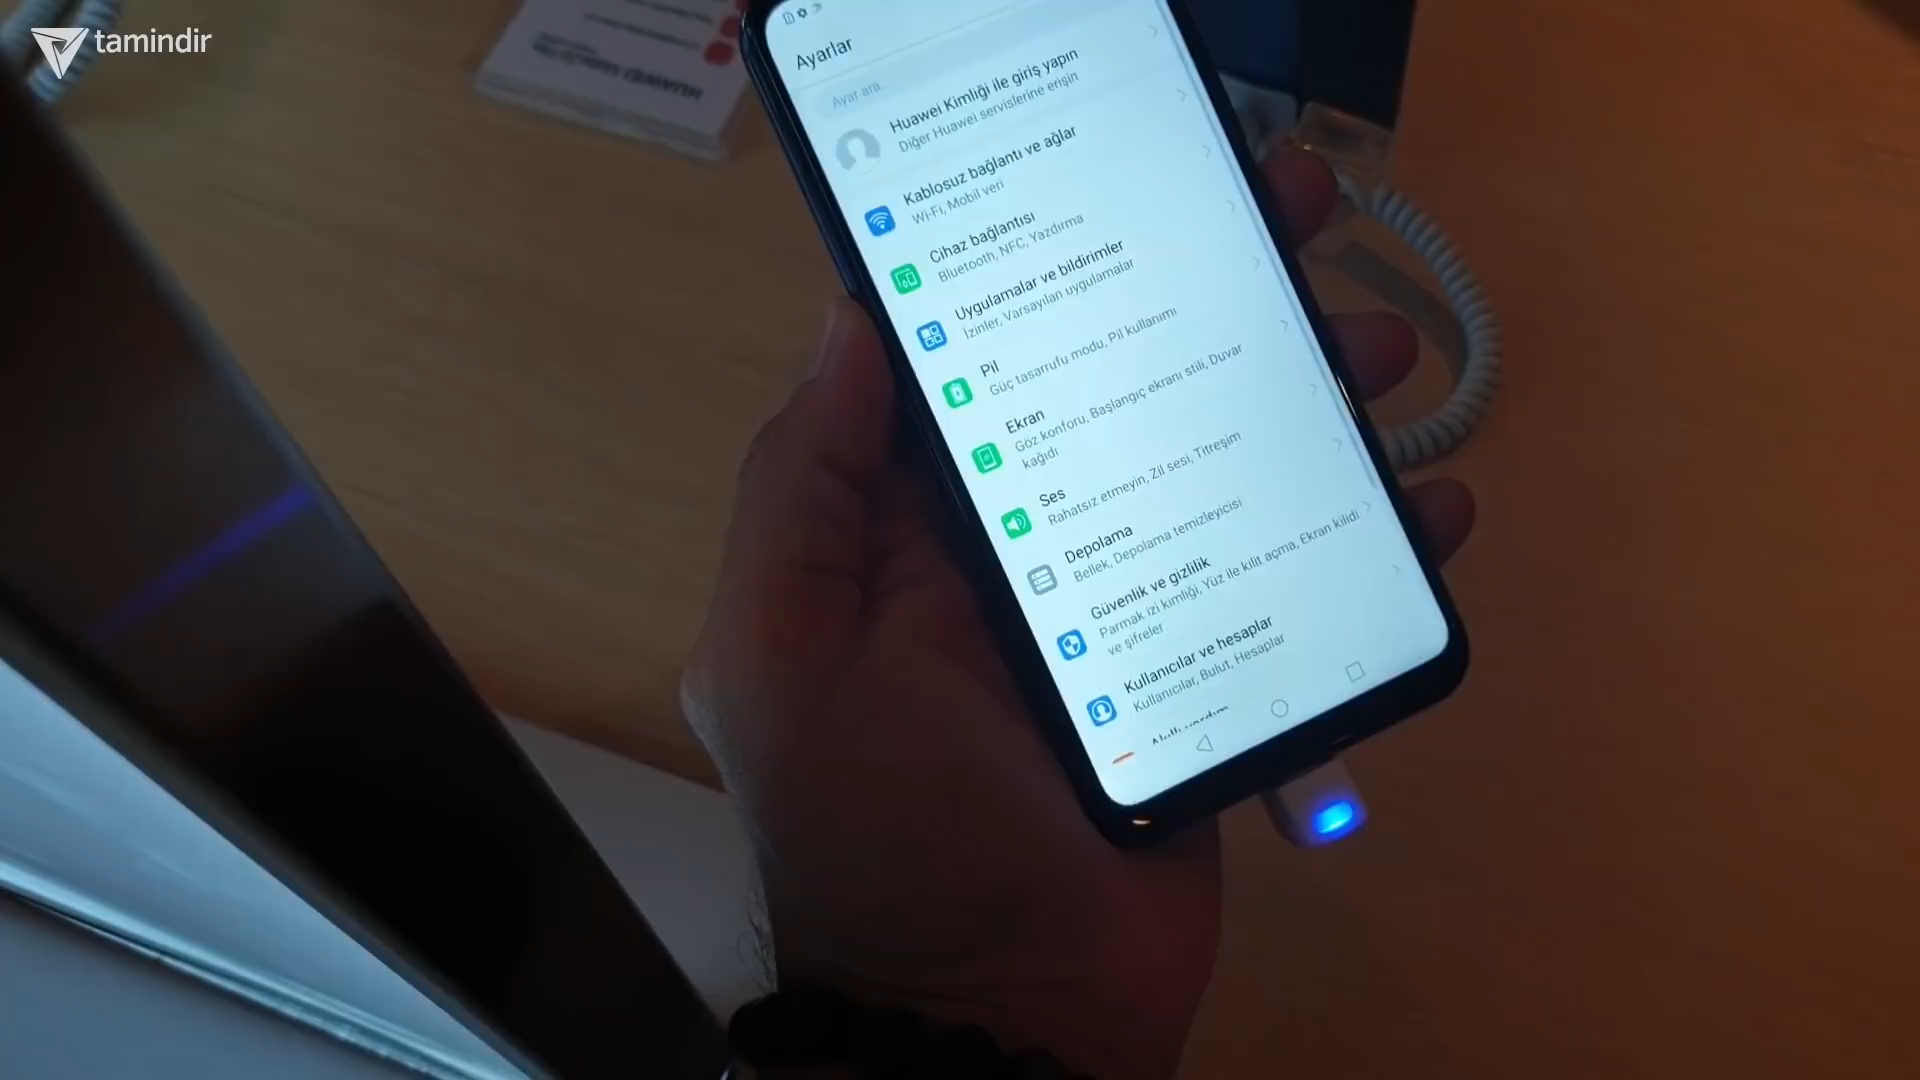 tamindir
Ayarlar
Ayar ara
Huawei Kimliği ile giriş yapın
Diğer Huawei servislerine erişin
Kablosuz bağlantı ve ağlar
Wi-Fi, Mobil veri
Cihaz bağlantısı
Bluetooth, NFC, Yazdırma
Uygulamalar ve bildirimler
İzinler, Varsayılan uygulamalar
Pil
Güç tasarrufu modu, Pil kullanımı
Ekran
Göz konforu, Başlangıç ekranı stili, Duvar
kağıdı
Ses
Rahatsız etmeyin, Zil sesi, Titreşim
Depolama
Bellek, Depolama temizleyicisi
Güvenlik ve gizlilik
Parmak izi kimliği, Yüz ile kilit açma, Ekran kilidi
ve şifreler
Kullanıcılar ve hesaplar
Kullanıcılar, Bulut, Hesaplar